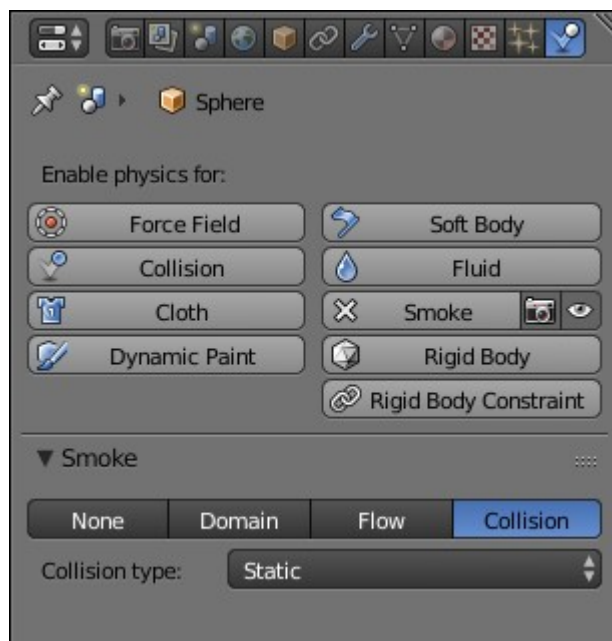 Sphere
Enable physics for:
Force Field
Soft Body
Collision
Fluid
Cloth
Smoke
Dynamic Paint
Rigid Body
Rigid Body Constraint
Smoke
None Domain Flow Collision
Collision type: Static